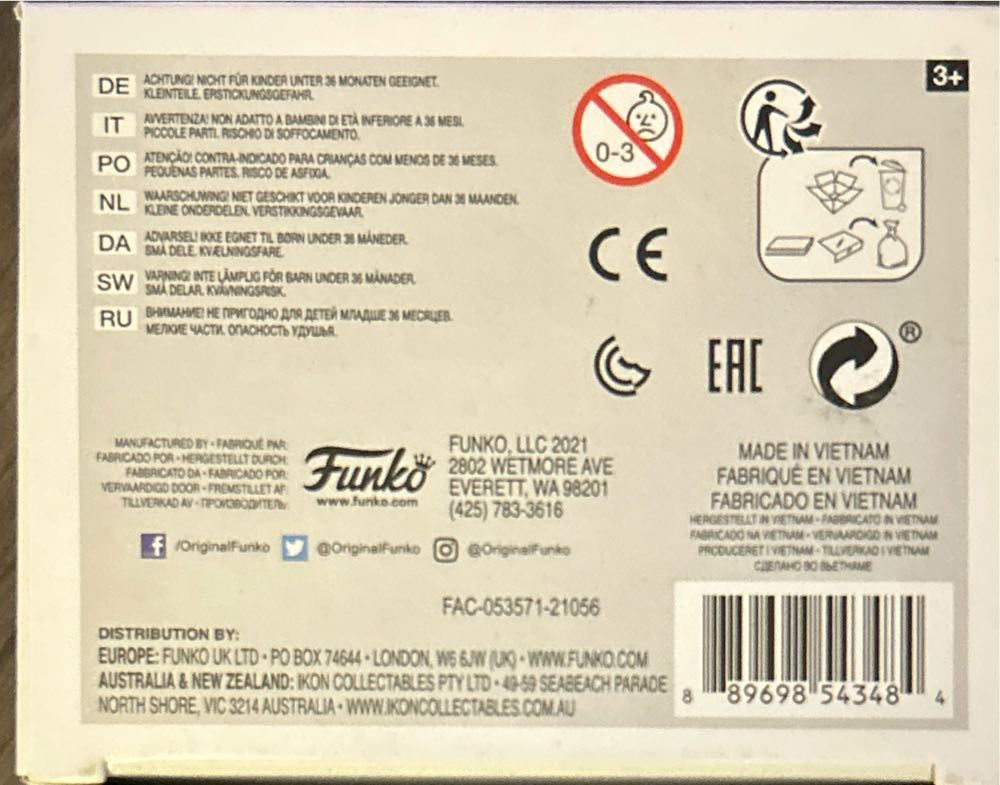 3+
DE ACHTUNG! NICHT FÜR KINDER UNTER 36 MONATEN GEEIGNET.
KLEINTEILE. ERSTICKUNGSGEFAHR.
IT AVVERTENZA! NON ADATTO A BAMBINI DI ETÀ INFERIORE A 36 MESI.
PICCOLE PARTI. RISCHIO DI SOFFOCAMENTO.
PO ATENÇÃO! CONTRA-INDICADO PARA CRIANÇAS COM MENOS DE 36 MESES.
PEQUENAS PARTES. RISCO DE ASFIXIA.
NL WAARSCHUWING! NIET GESCHIKT VOOR KINDEREN JONGER DAN 36 MAANDEN.
KLEINE ONDERDELEN. VERSTIKKINGSGEVAAR.
DA ADVARSEL! IKKE EGNET TIL BØRN UNDER 36 MÅNEDER.
SMÅ DELE. KVÆLNINGSFARE.
SW VARNING! INTE LÄMPLIG FÖR BARN UNDER 36 MÅNADER.
SMÅ DELAR. KVÄVNINGSRISK.
RU ВНИМАНИЕ! НЕ ПРИГОДНО ДЛЯ ДЕТЕЙ МЛАДШЕ 36 МЕСЯЦЕВ.
МЕЛКИЕ ЧАСТИ. ОПАСНОСТЬ УДУШЬЯ.
0-3
CE
EAC
®
MANUFACTURED BY • FABRIQUÉ PAR:
FABRICADO POR • HERGESTELLT DURCH:
FABBRICATO DA • FABRICADO POR:
VERVAARDIGD DOOR • FREMSTILLET AF:
TILLVERKAD AV • ПРОИЗВОДИТЕЛЬ:
Funko
www.funko.com
FUNKO, LLC 2021
2802 WETMORE AVE
EVERETT, WA 98201
(425) 783-3616
MADE IN VIETNAM
FABRIQUÉ EN VIETNAM
FABRICADO EN VIETNAM
HERGESTELLT IN VIETNAM • FABBRICATO IN VIETNAM
FABRICADO NA VIETNAM • VERVAARDIGD IN VIETNAM
PRODUCERET I VIETNAM • TILLVERKAD I VIETNAM
СДЕЛАНО ВО ВЬЕТНАМЕ
f /OriginalFunko @OriginalFunko @OriginalFunko
FAC-053571-21056
DISTRIBUTION BY:
EUROPE: FUNKO UK LTD • PO BOX 74644 • LONDON, W6 6JW (UK) • WWW.FUNKO.COM
AUSTRALIA & NEW ZEALAND: IKON COLLECTABLES PTY LTD • 49-59 SEABEACH PARADE
NORTH SHORE, VIC 3214 AUSTRALIA • WWW.IKONCOLLECTABLES.COM.AU
8 89698 54348 4